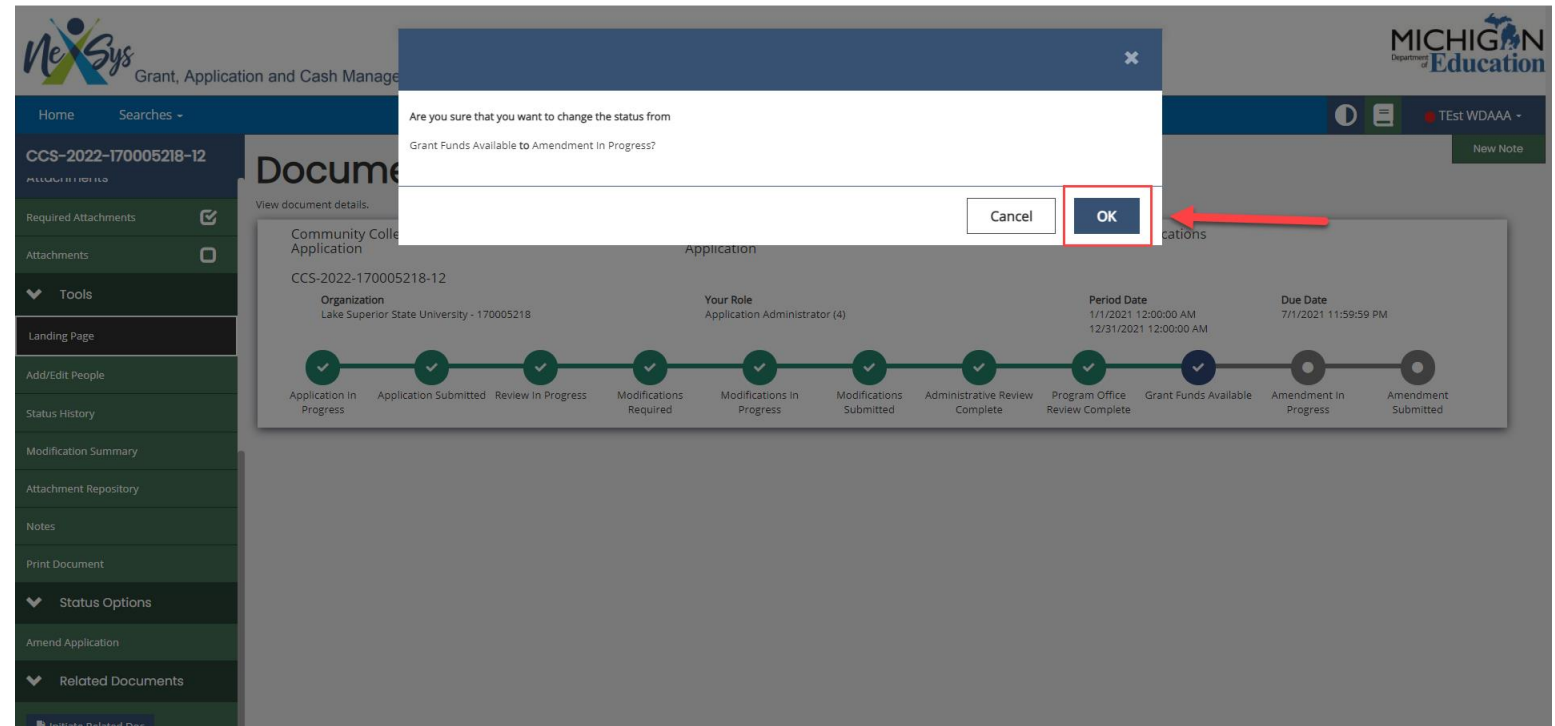 NexSys
Grant, Application and Cash Manage
MICHIGAN
Department of Education
Home Searches
TEst WDAAA
CCS-2022-170005218-12
New Note
Are you sure that you want to change the status from
Grant Funds Available to Amendment In Progress?
Cancel OK
Attachments
Required Attachments
Attachments
Tools
Landing Page
Add/Edit People
Status History
Modification Summary
Attachment Repository
Notes
Print Document
Status Options
Amend Application
Related Documents
Initiate Related Doc
Docume
View document details.
Community Colle
Application
Application
cations
CCS-2022-170005218-12
Organization
Lake Superior State University - 170005218
Your Role
Application Administrator (4)
Period Date
1/1/2021 12:00:00 AM
12/31/2021 12:00:00 AM
Due Date
7/1/2021 11:59:59 PM
Application In
Progress
Application Submitted
Review In Progress
Modifications
Required
Modifications In
Progress
Modifications
Submitted
Administrative Review
Complete
Program Office
Review Complete
Grant Funds Available
Amendment In
Progress
Amendment
Submitted